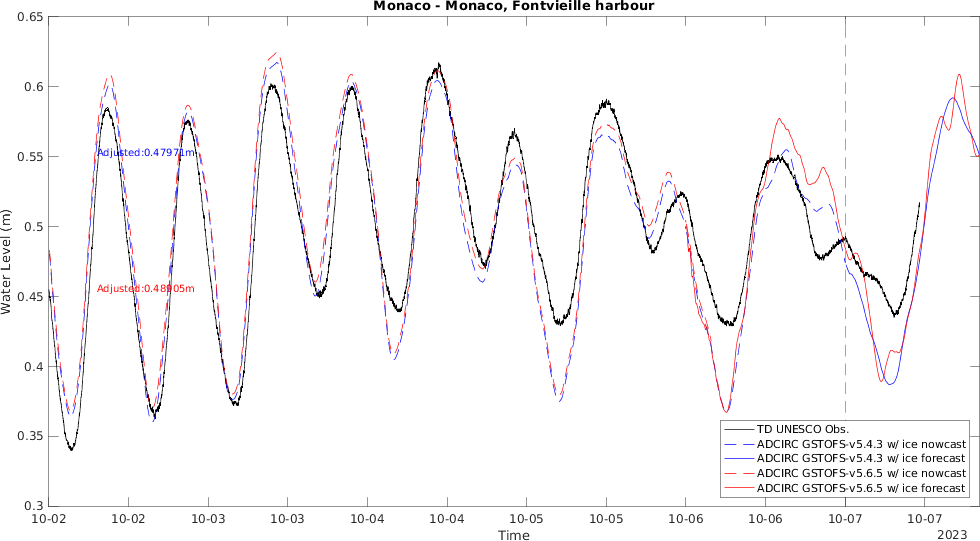 Monaco - Monaco, Fontvieille harbour
0.65
0.6
0.55
0.5
0.45
0.4
0.35
0.3
Water Level (m)
Adjusted:0.47971m
Adjusted:0.48905m
TD UNESCO Obs.
ADCIRC GSTOFS-v5.4.3 w/ ice nowcast
ADCIRC GSTOFS-v5.4.3 w/ ice forecast
ADCIRC GSTOFS-v5.6.5 w/ ice nowcast
ADCIRC GSTOFS-v5.6.5 w/ ice forecast
10-02 10-02 10-03 10-03 10-04 10-04 10-05 10-05 10-06 10-06 10-07 10-07
Time
2023